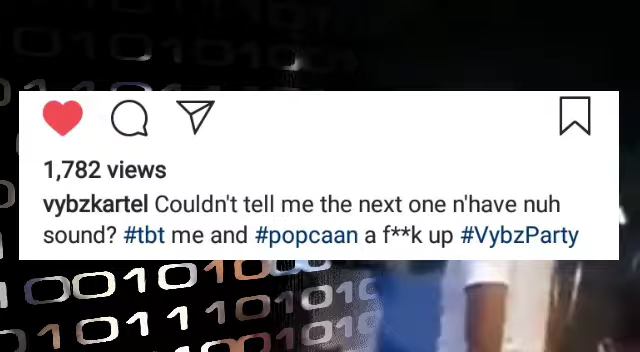 1,782 views
vybzkartel Couldn't tell me the next one n'have nuh
sound? #tbt me and #popcaan a f**k up #VybzParty